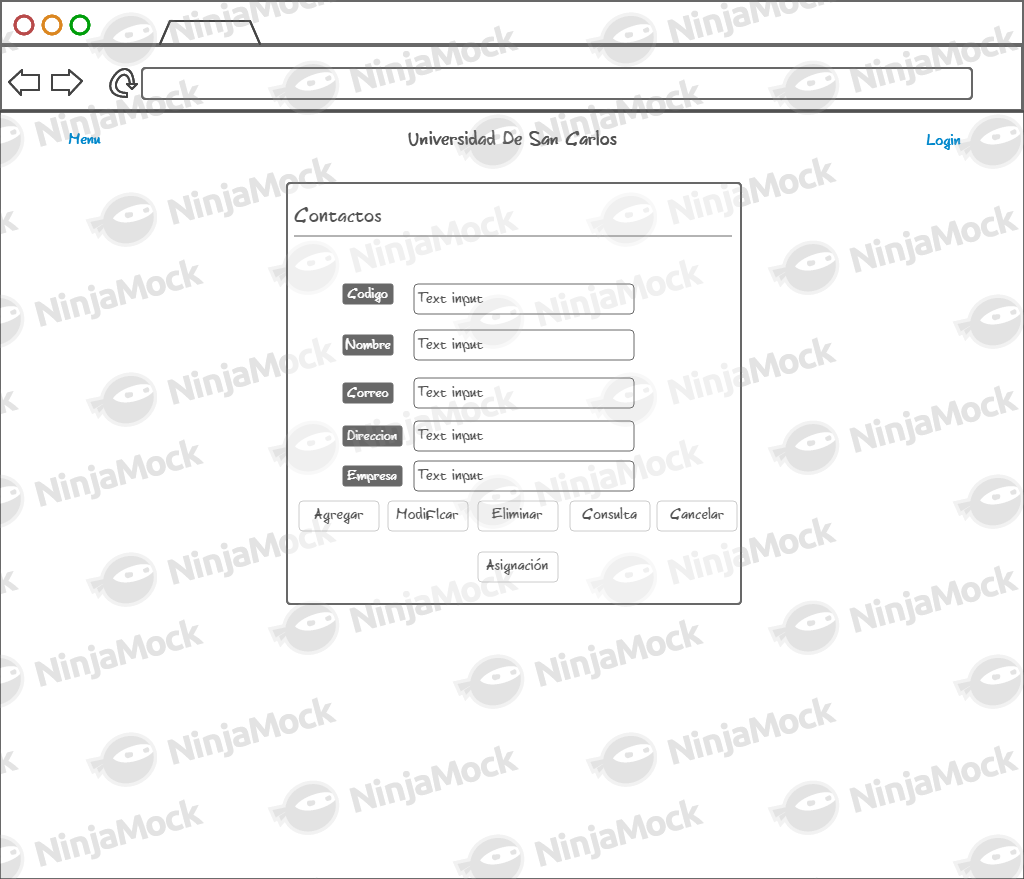 Menu
Universidad De San Carlos
Login
Contactos
Codigo
Text input
Nombre
Text input
Correo
Text input
Direccion
Text input
Empresa
Text input
Agregar
ModiFIcar
Eliminar
Consulta
Cancelar
Asignación
NinjaMock